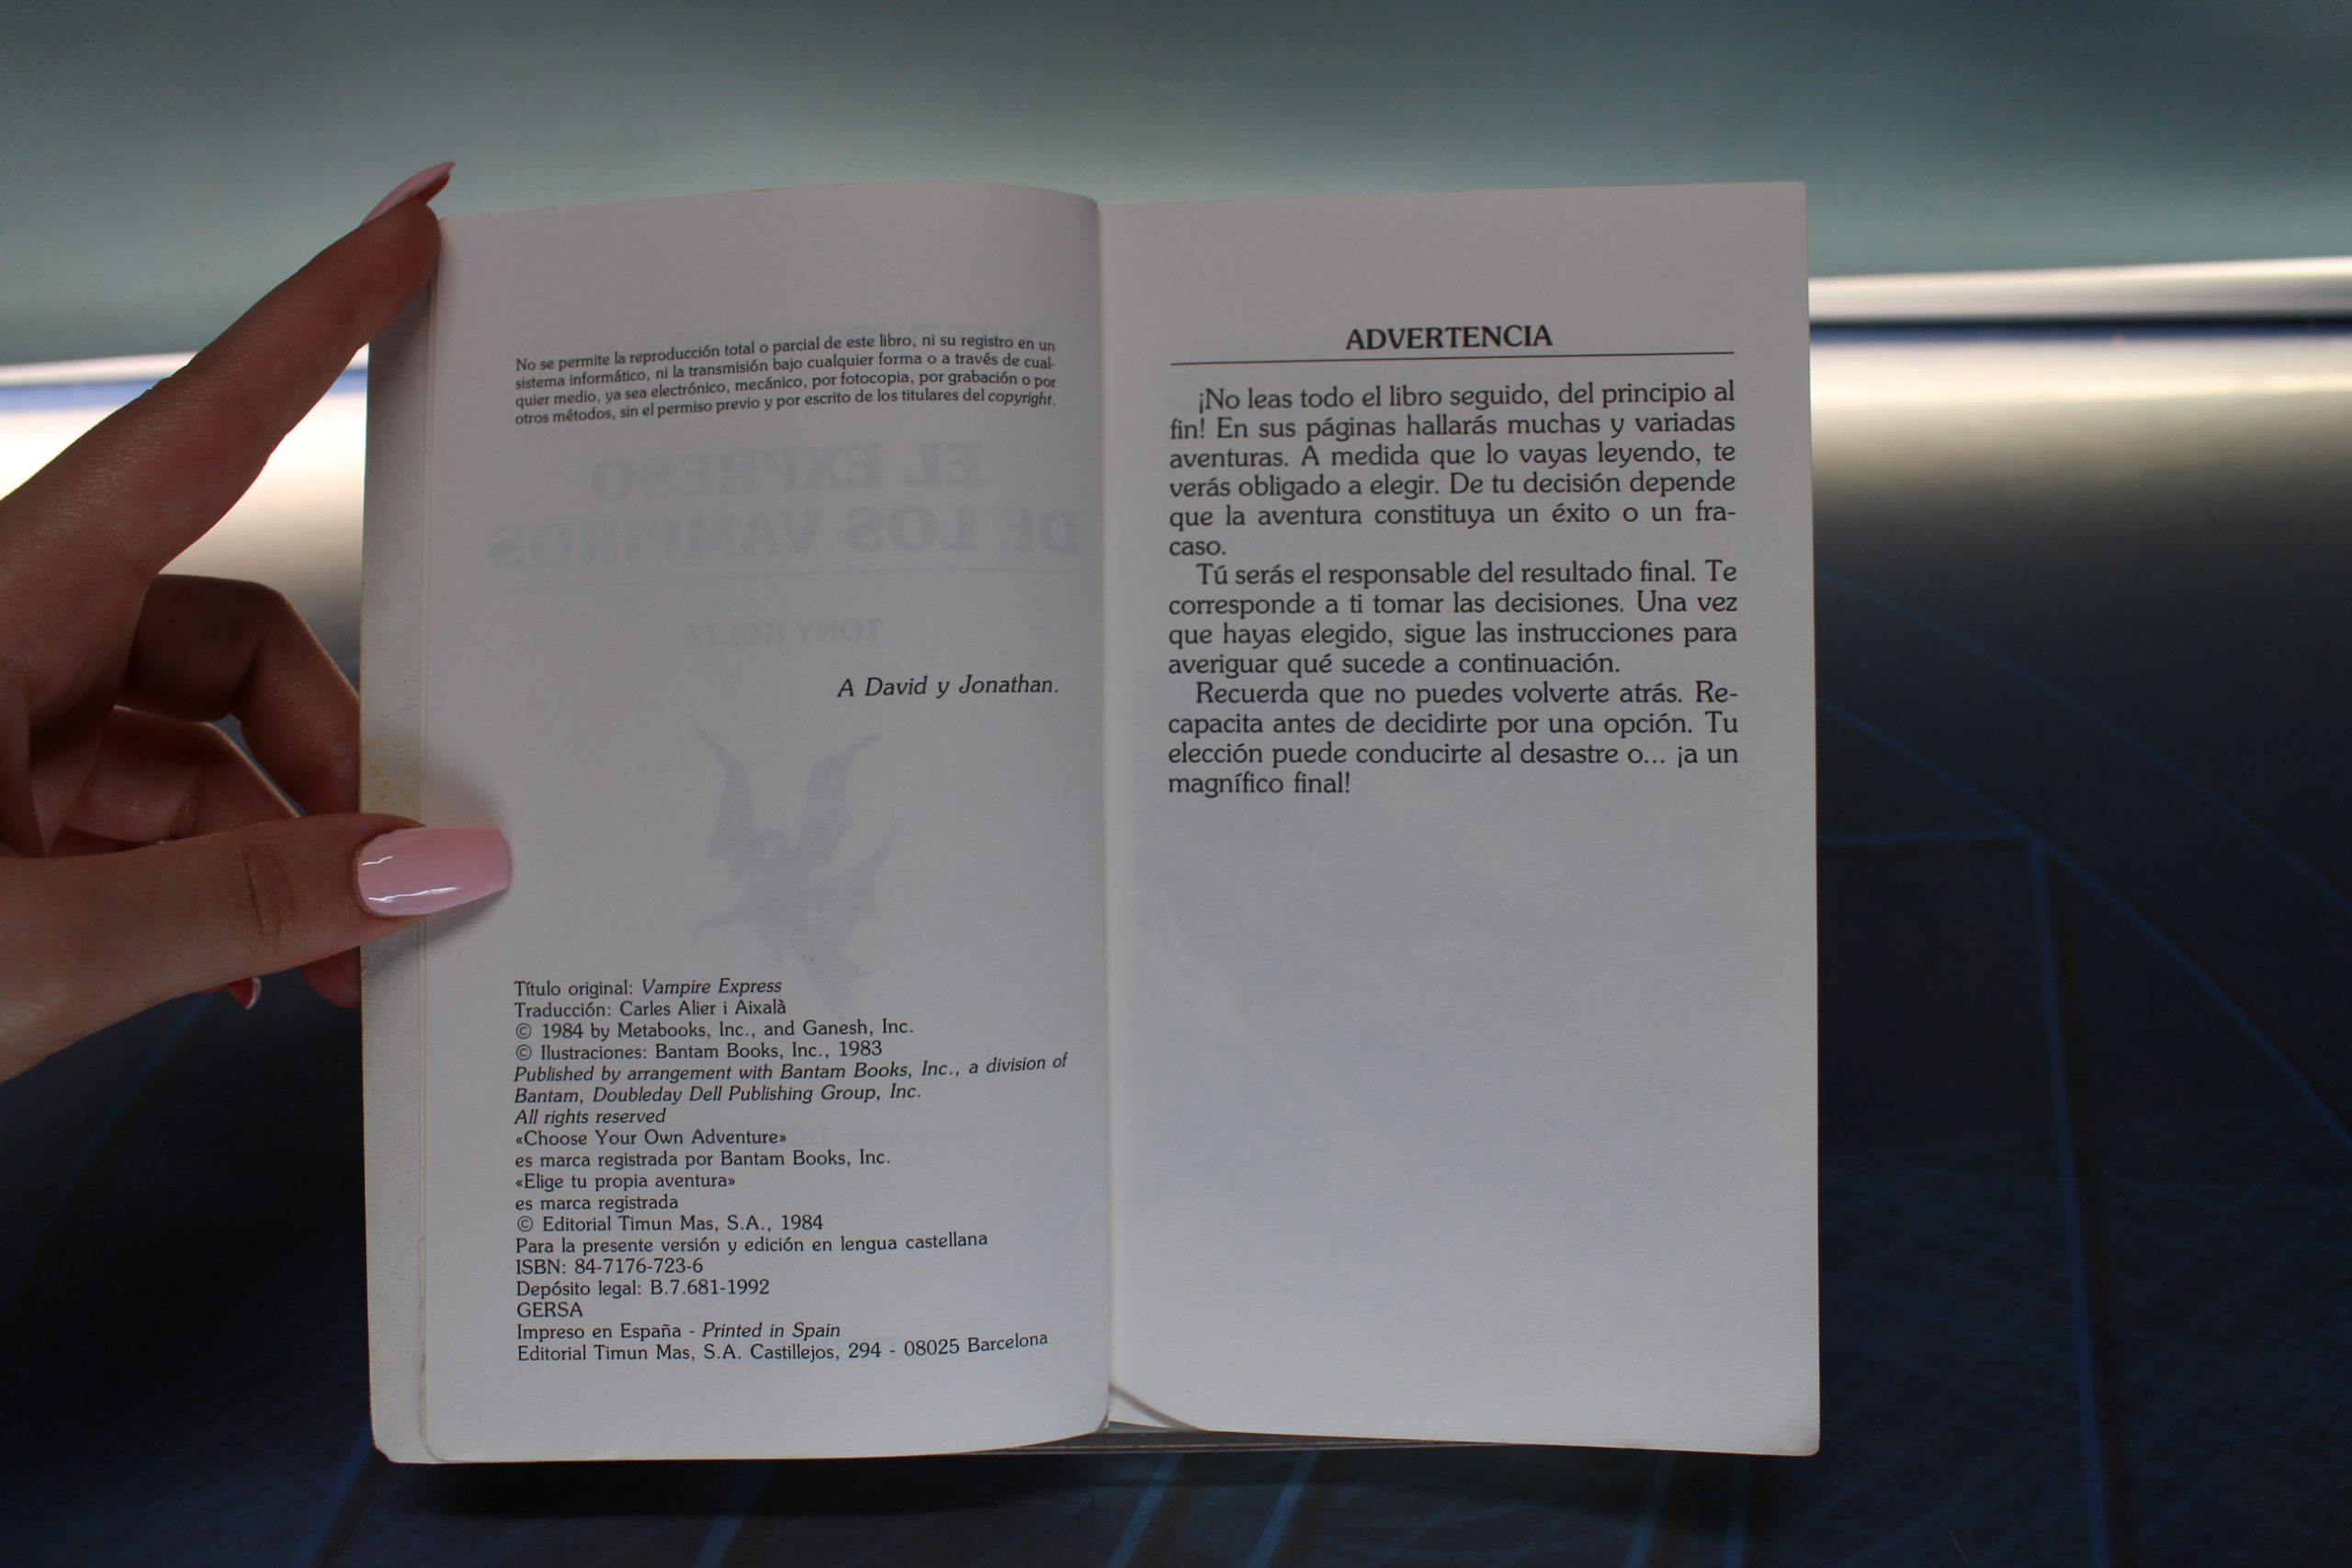 No se permite la reproducción total o parcial de este libro, ni su registro en un
sistema informático, ni la transmisión bajo cualquier forma o a través de cual-
quier medio, ya sea electrónico, mecánico, por fotocopia, por grabación o por
otros métodos, sin el permiso previo y por escrito de los titulares del copyright.
EL EXPRESO
DE LOS VAMPIROS
TONY KOLTZ
A David y Jonathan.
Título original: Vampire Express
Traducción: Carles Alier i Aixalà
© 1984 by Metabooks, Inc., and Ganesh, Inc.
© Ilustraciones: Bantam Books, Inc., 1983
Published by arrangement with Bantam Books, Inc., a division of
Bantam, Doubleday Dell Publishing Group, Inc.
All rights reserved
«Choose Your Own Adventure»
es marca registrada por Bantam Books, Inc.
«Elige tu propia aventura»
es marca registrada
© Editorial Timun Mas, S.A., 1984
Para la presente versión y edición en lengua castellana
ISBN: 84-7176-723-6
Depósito legal: B.7.681-1992
GERSA
Impreso en España - Printed in Spain
Editorial Timun Mas, S.A. Castillejos, 294 - 08025 Barcelona
ADVERTENCIA
¡No leas todo el libro seguido, del principio al
fin! En sus páginas hallarás muchas y variadas
aventuras. A medida que lo vayas leyendo, te
verás obligado a elegir. De tu decisión depende
que la aventura constituya un éxito o un fra-
caso.
Tú serás el responsable del resultado final. Te
corresponde a ti tomar las decisiones. Una vez
que hayas elegido, sigue las instrucciones para
averiguar qué sucede a continuación.
Recuerda que no puedes volverte atrás. Re-
capacita antes de decidirte por una opción. Tu
elección puede conducirte al desastre o... ¡a un
magnífico final!